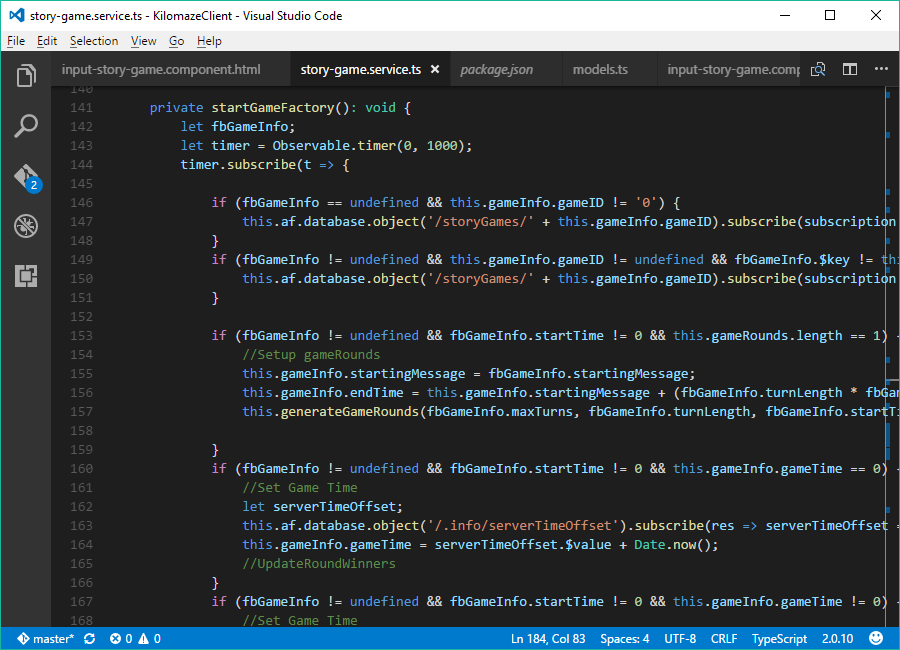 story-game.service.ts - KilomazeClient - Visual Studio Code
File Edit Selection View Go Help
input-story-game.component.html story-game.service.ts package.json models.ts input-story-game.comp
140
141 private startGameFactory(): void {
142 let fbGameInfo;
143 let timer = Observable.timer(0, 1000);
144 timer.subscribe(t => {
145
146 if (fbGameInfo == undefined && this.gameInfo.gameID != '0') {
147 this.af.database.object('/storyGames/' + this.gameInfo.gameID).subscribe(subscription
148 }
149 if (fbGameInfo != undefined && this.gameInfo.gameID != undefined && fbGameInfo.$key != thi
150 this.af.database.object('/storyGames/' + this.gameInfo.gameID).subscribe(subscription
151 }
152
153 if (fbGameInfo != undefined && fbGameInfo.startTime != 0 && this.gameRounds.length == 1)
154 //Setup gameRounds
155 this.gameInfo.startingMessage = fbGameInfo.startingMessage;
156 this.gameInfo.endTime = this.gameInfo.startingMessage + (fbGameInfo.turnLength * fbGam
157 this.generateGameRounds(fbGameInfo.maxTurns, fbGameInfo.turnLength, fbGameInfo.startTi
158
159 }
160 if (fbGameInfo != undefined && fbGameInfo.startTime != 0 && this.gameInfo.gameTime == 0)
161 //Set Game Time
162 let serverTimeOffset;
163 this.af.database.object('/.info/serverTimeOffset').subscribe(res => serverTimeOffset =
164 this.gameInfo.gameTime = serverTimeOffset.$value + Date.now();
165 //UpdateRoundWinners
166 }
167 if (fbGameInfo != undefined && fbGameInfo.startTime != 0 && this.gameInfo.gameTime != 0)
168 //Set Game Time
2
master* 0 0 Ln 184, Col 83 Spaces: 4 UTF-8 CRLF TypeScript 2.0.10